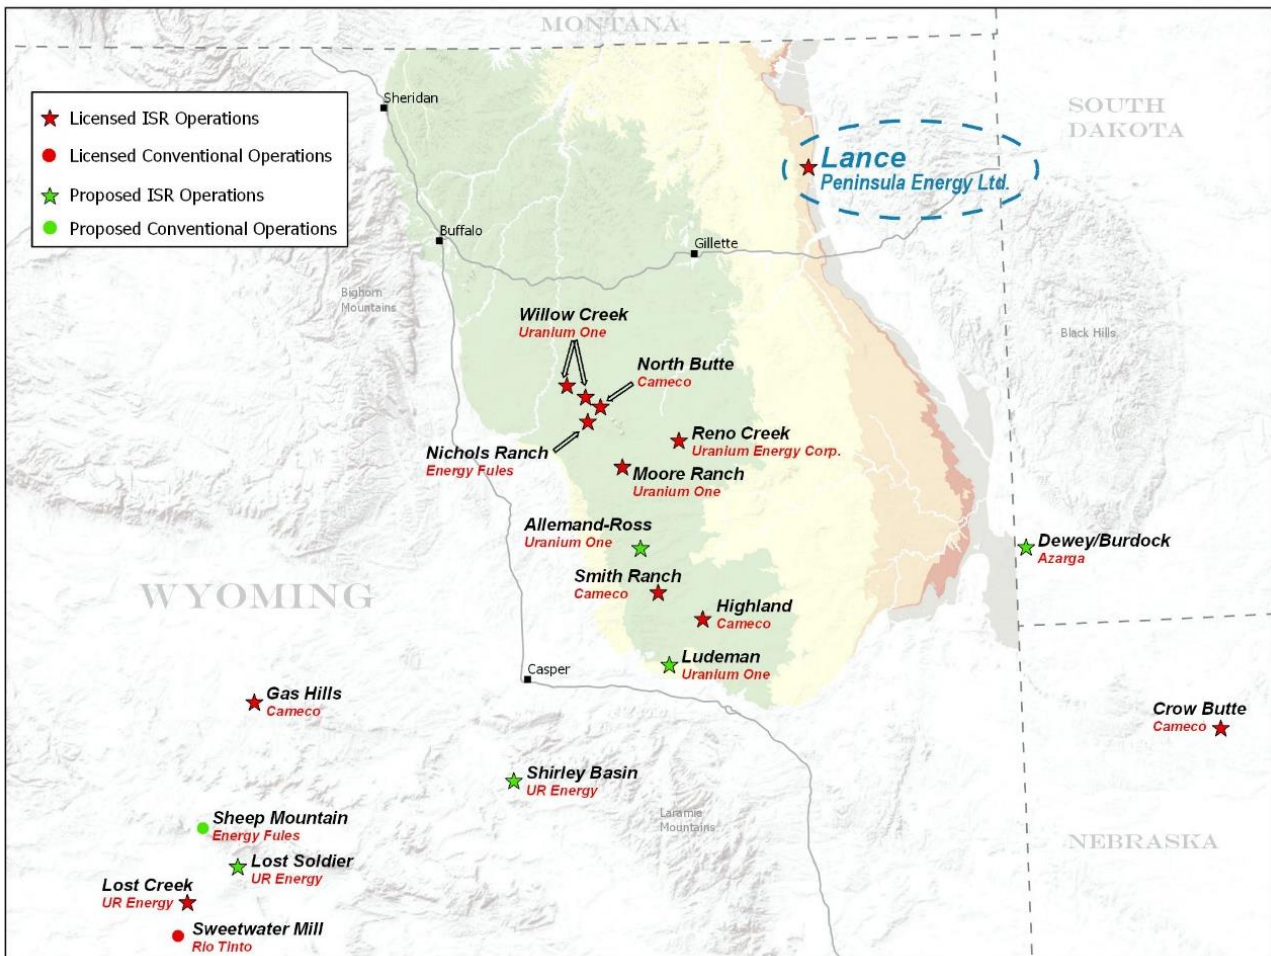 MONTANA
Sheridan
SOUTH
DAKOTA
Licensed ISR Operations
Licensed Conventional Operations
Proposed ISR Operations
Proposed Conventional Operations
Lance
Peninsula Energy Ltd.
Buffalo
Gillette
Bighorn
Mountains
Black Hills
Willow Creek
Uranium One
North Butte
Cameco
Reno Creek
Uranium Energy Corp.
Nichols Ranch
Energy Fules
Moore Ranch
Uranium One
Allemand-Ross
Uranium One
Dewey/Burdock
Azarga
Smith Ranch
Cameco
WYOMING
Highland
Cameco
Ludeman
Uranium One
Casper
Gas Hills
Cameco
Crow Butte
Cameco
Shirley Basin
UR Energy
Laramie
Mountains
Sheep Mountain
Energy Fules
NEBRASKA
Lost Soldier
UR Energy
Lost Creek
UR Energy
Sweetwater Mill
Rio Tinto